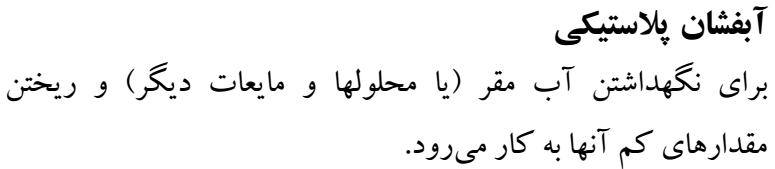 آبفشان پلاستیکی
برای نگهداشتن آب مقر (یا محلولها و مایعات دیگر) و ریختن
مقدارهای کم آنها به کار می‌رود.